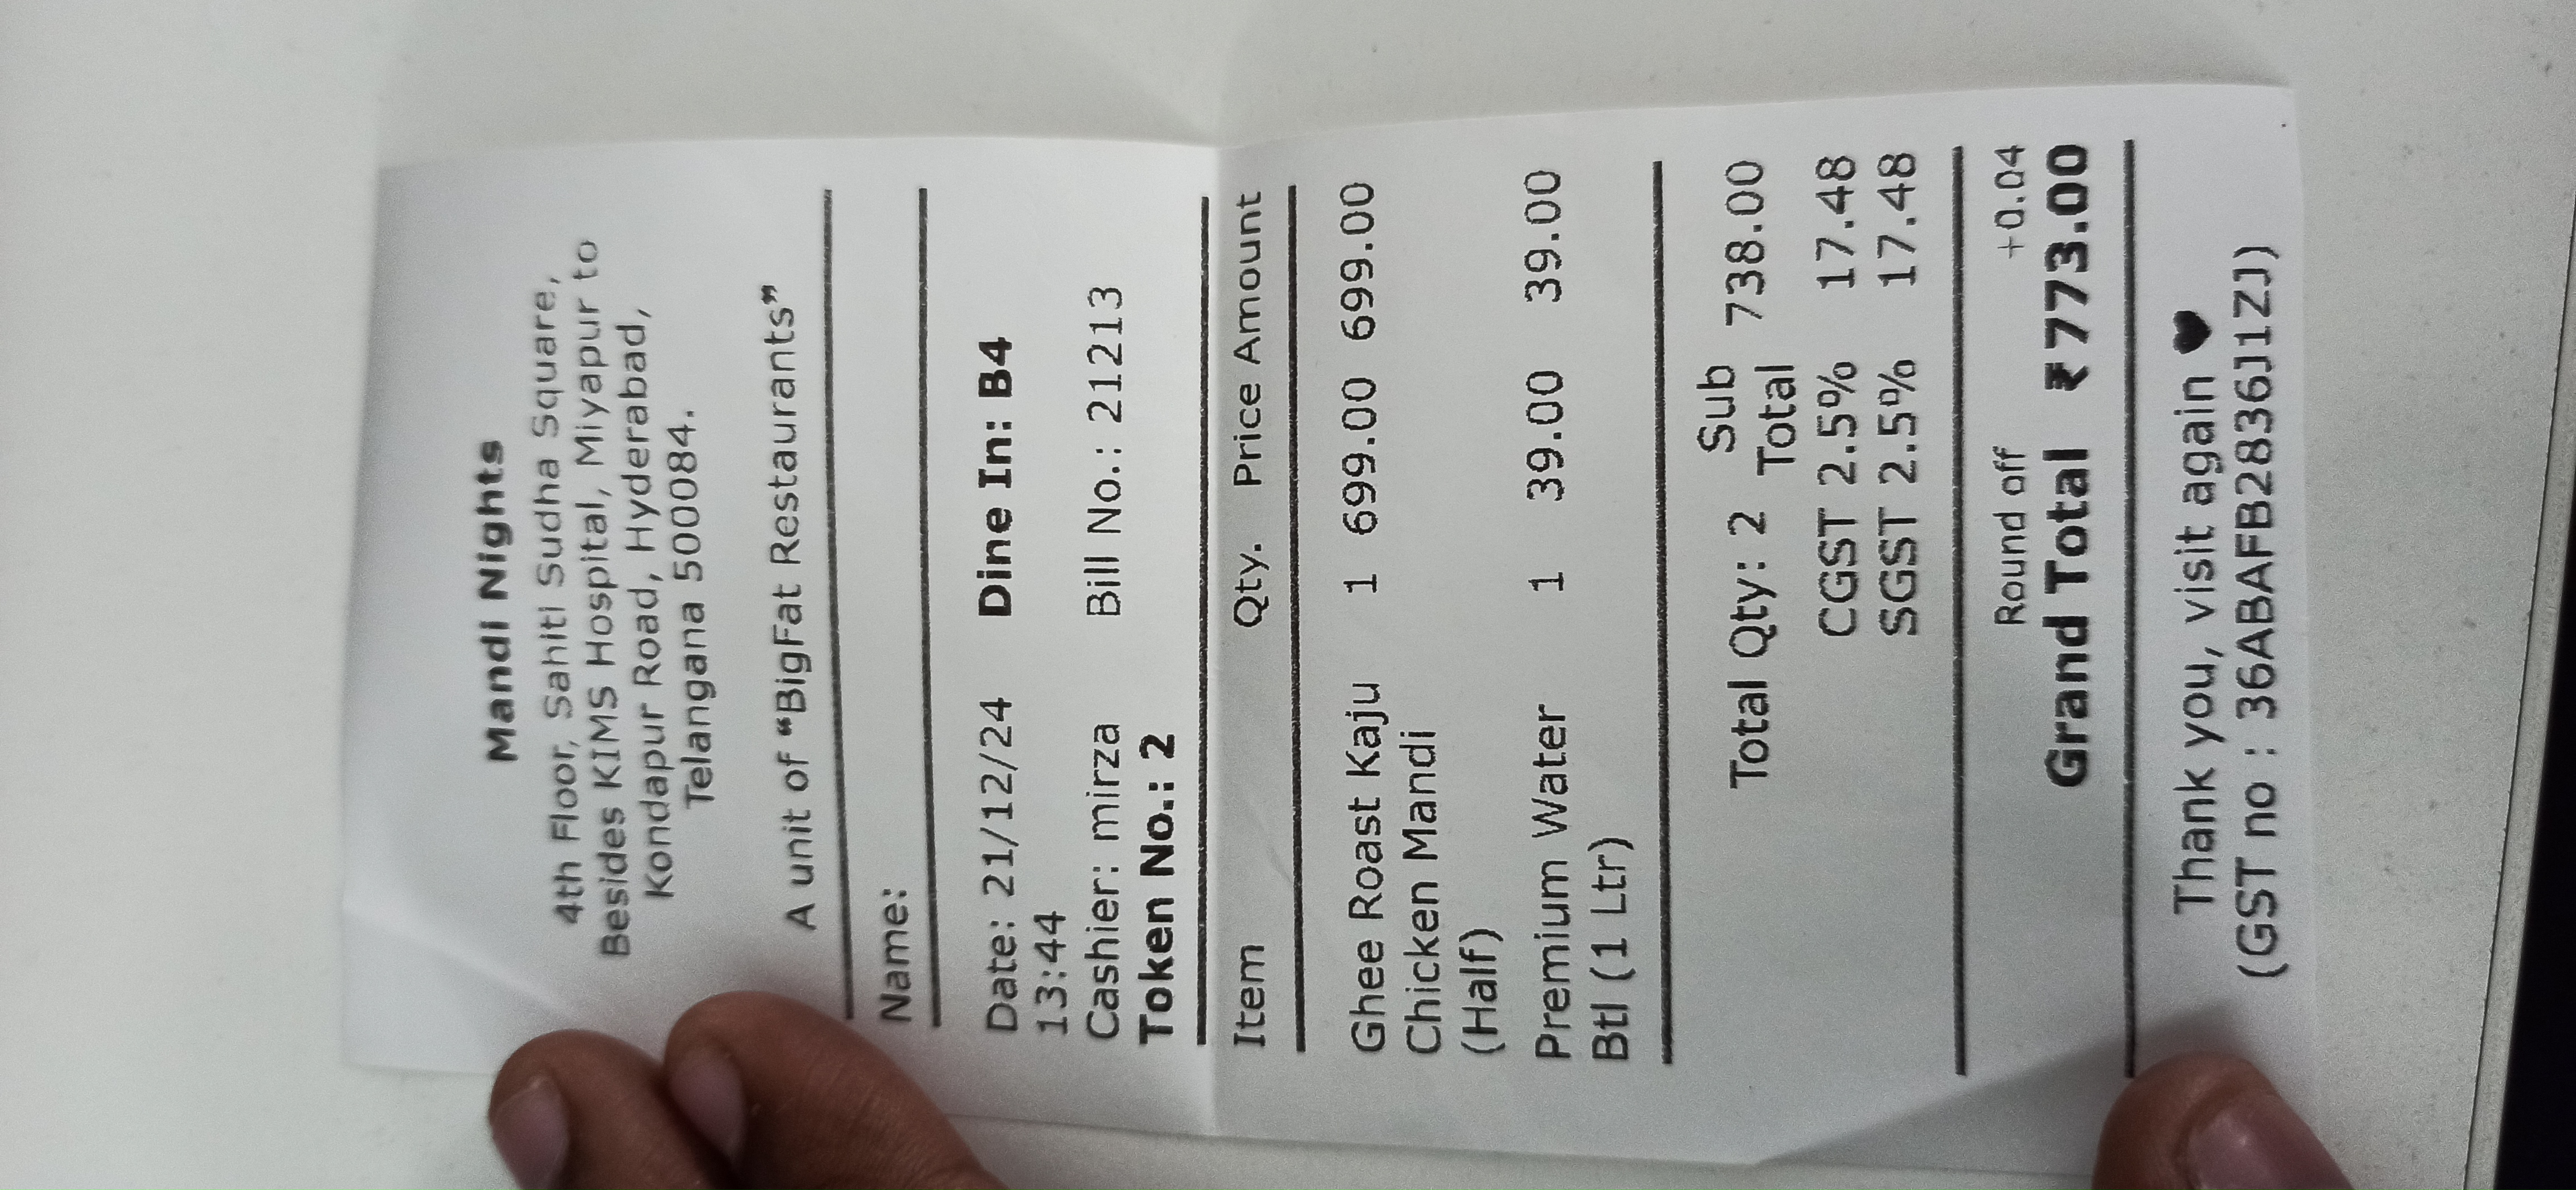 Mandi Nights
4th Floor, Sahiti Sudha Square,
Besides KIMS Hospital, Miyapur to
Kondapur Road, Hyderabad,
Telangana 500084.
A unit of “BigFat Restaurants”
Name:
Date: 21/12/24 Dine In: B4
13:44
Cashier: mirza Bill No.: 21213
Token No.: 2
Item Qty. Price Amount
Ghee Roast Kaju 1 699.00 699.00
Chicken Mandi
(Half)
Premium Water 1 39.00 39.00
Btl (1 Ltr)
Total Qty: 2 Sub Total 738.00
CGST 2.5% 17.48
SGST 2.5% 17.48
Round off +0.04
Grand Total ₹773.00
Thank you, visit again ♥
(GST no : 36ABAFB2836J1ZJ)